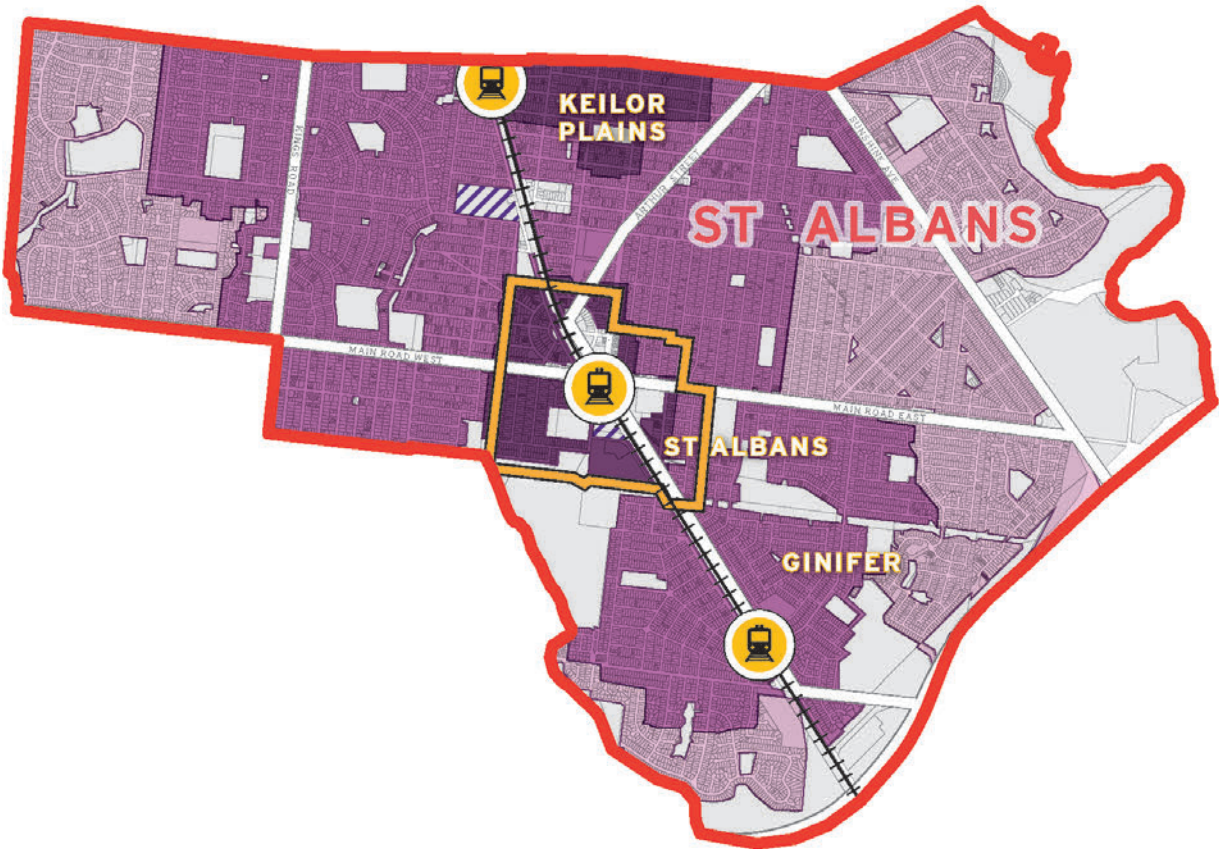 KEILOR
PLAINS
KINGS ROAD
SUNSHINE AVE
ARTHUR STREET
ST ALBANS
MAIN ROAD WEST
MAIN ROAD EAST
ST ALBANS
GINIFER